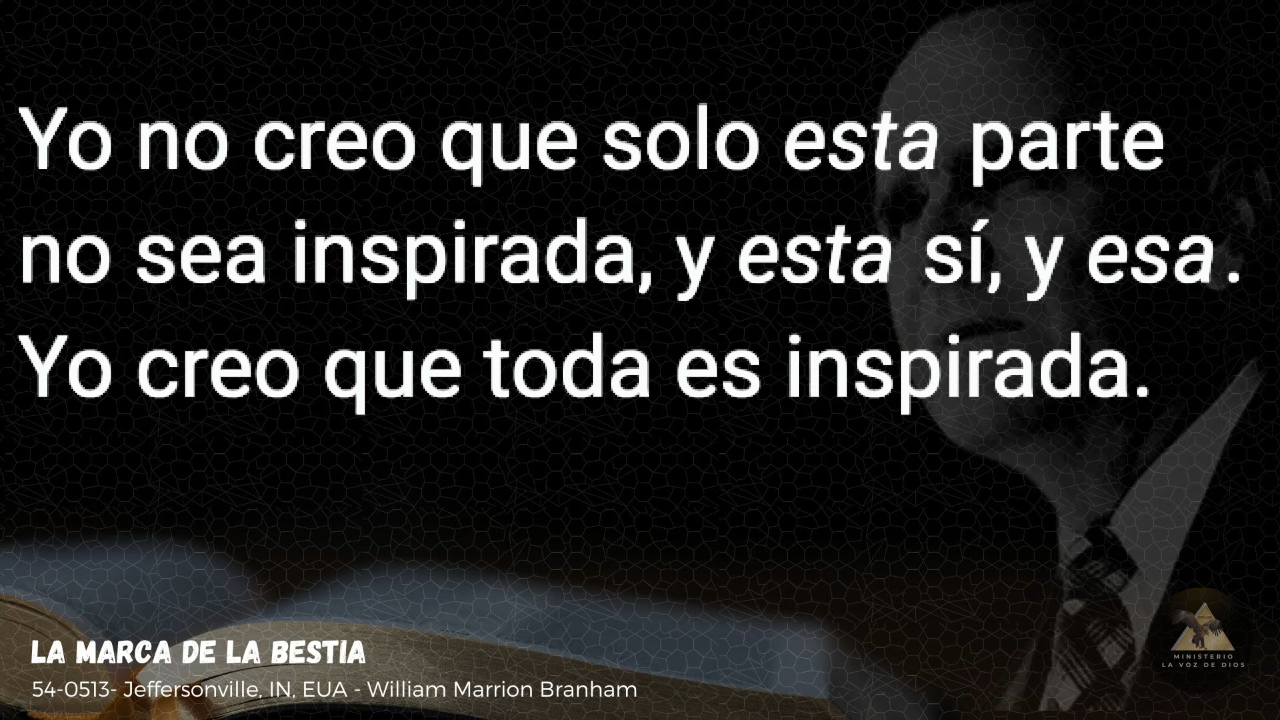 Yo no creo que solo esta parte
no sea inspirada, y esta sí, y esa.
Yo creo que toda es inspirada.
LA MARCA DE LA BESTIA
54-0513- Jeffersonville, IN, EUA - William Marrion Branham
MINISTERIO
LA VOZ DE DIOS